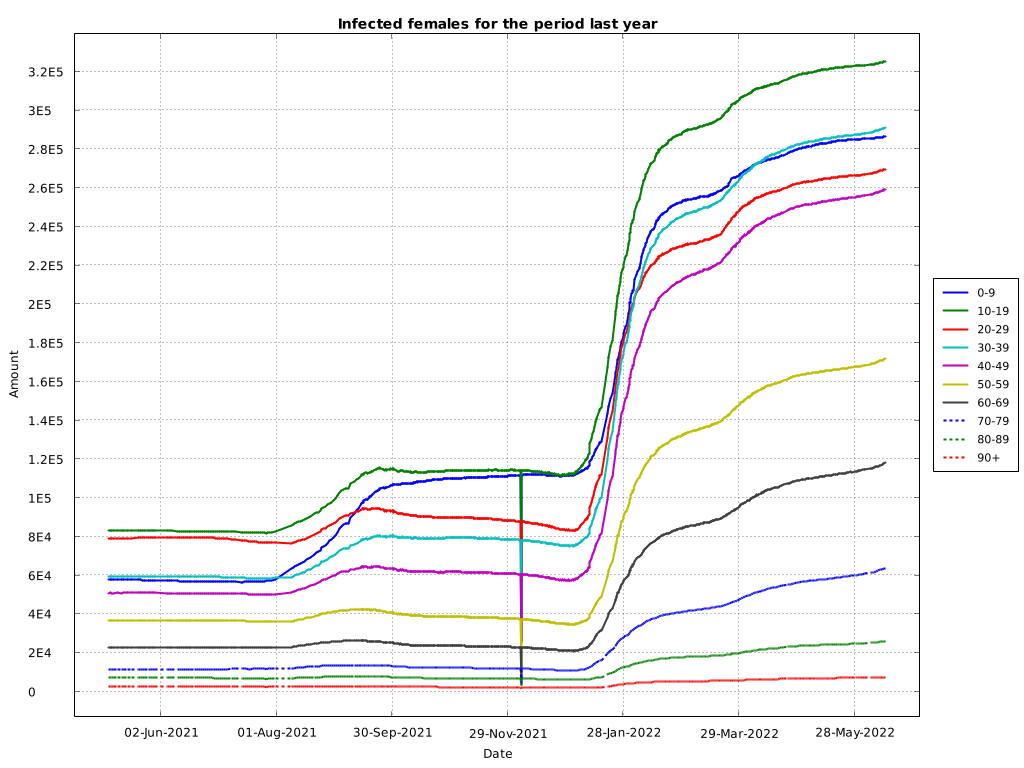 Infected females for the period last year
3.2E5
3E5
2.8E5
2.6E5
2.4E5
2.2E5
2E5
1.8E5
1.6E5
1.4E5
1.2E5
1E5
8E4
6E4
4E4
2E4
0
Amount
02-Jun-2021
01-Aug-2021
30-Sep-2021
29-Nov-2021
28-Jan-2022
29-Mar-2022
28-May-2022
Date
0-9
10-19
20-29
30-39
40-49
50-59
60-69
70-79
80-89
90+